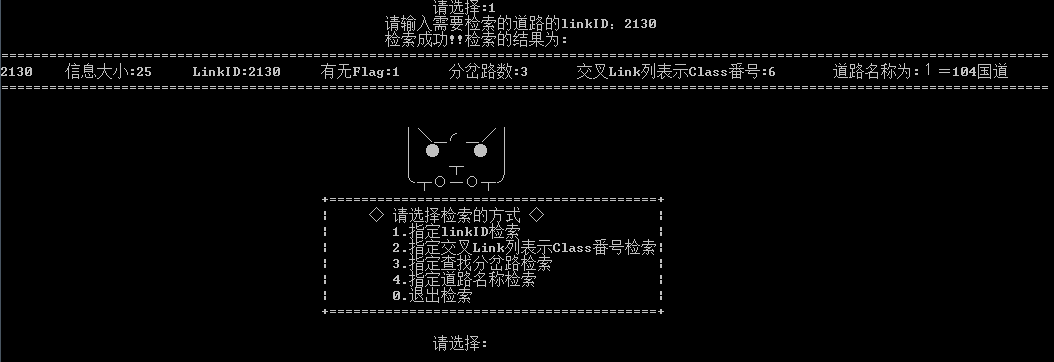 请选择:1
请输入需要检索的道路的linkID：2130
检索成功!!检索的结果为:
2130 信息大小:25 LinkID:2130 有无Flag:1 分岔路数:3 交叉Link列表示Class番号:6 道路名称为:１＝104国道
◇ 请选择检索的方式 ◇
1.指定linkID检索
2.指定交叉Link列表示Class番号检索
3.指定查找分岔路检索
4.指定道路名称检索
0.退出检索
请选择: